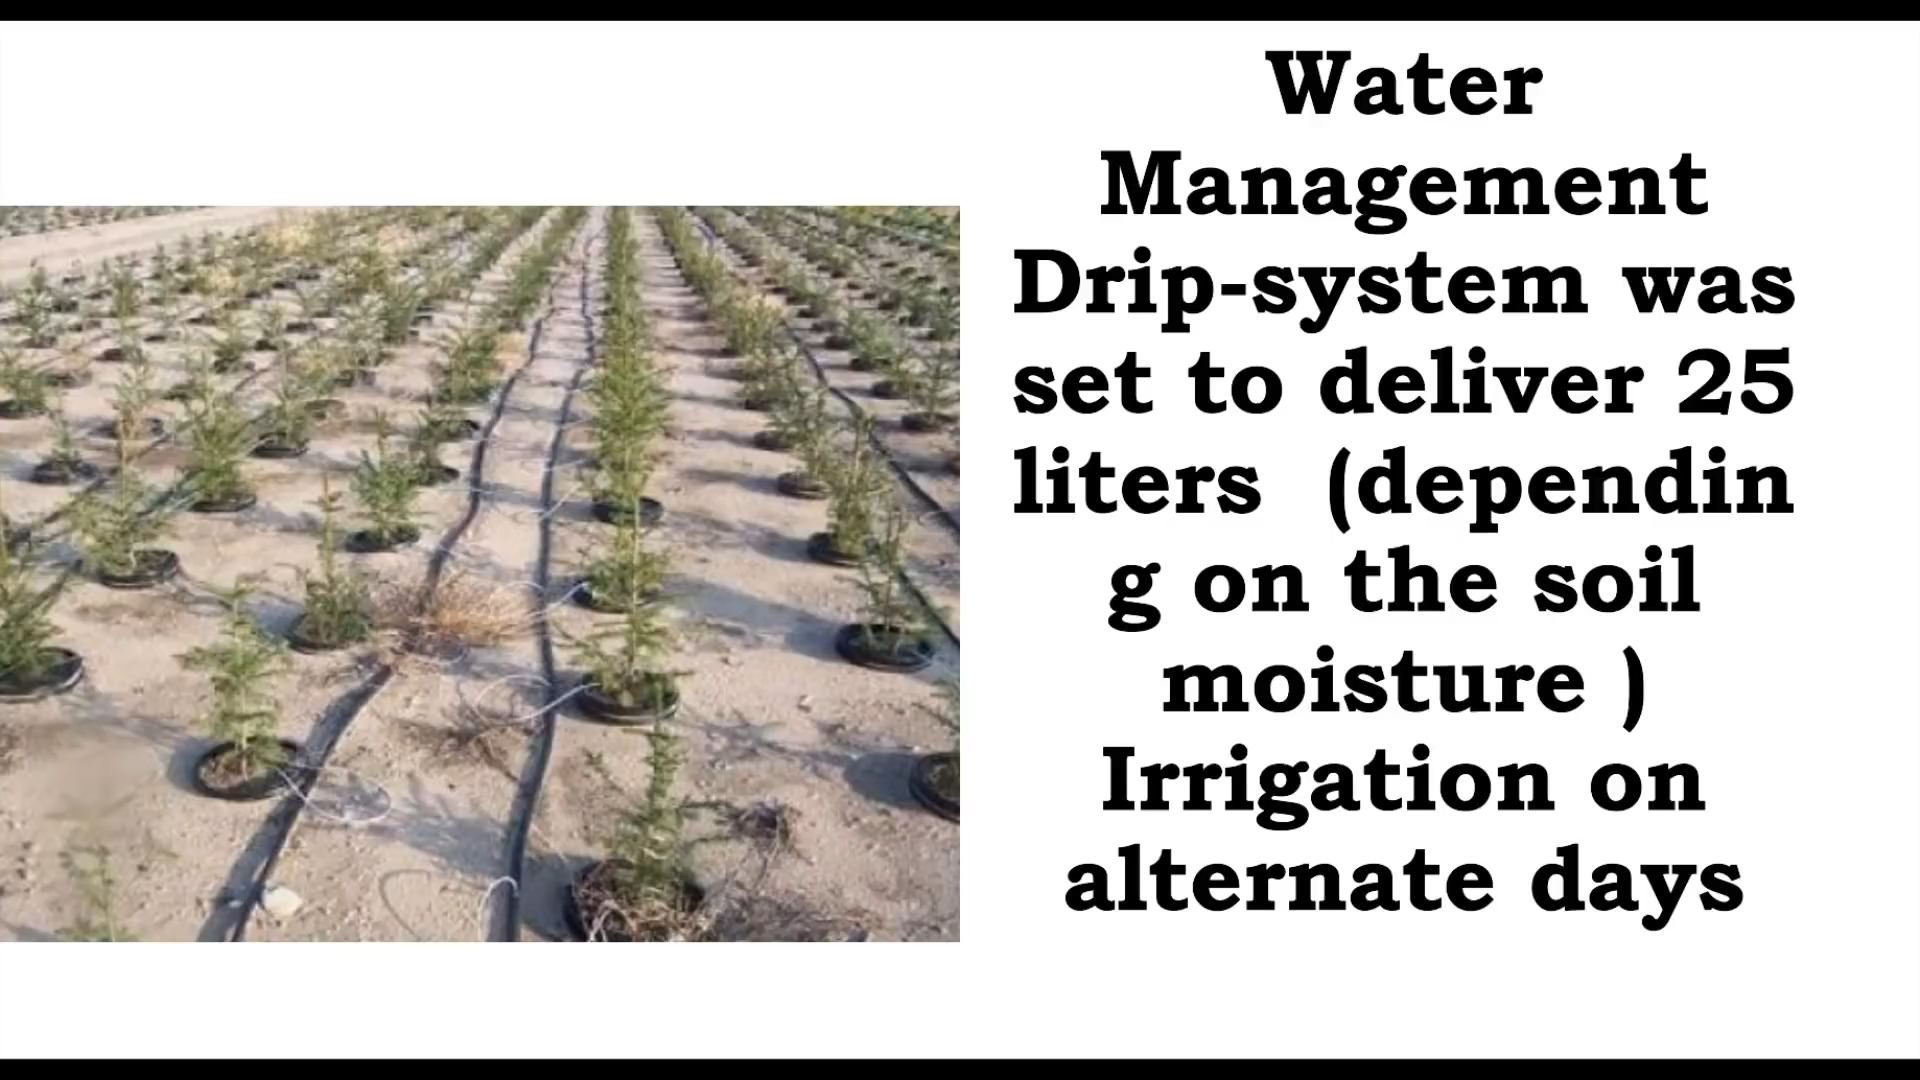 Water
Management
Drip-system was
set to deliver 25
liters  (dependin
g on the soil
moisture )
Irrigation on
alternate days